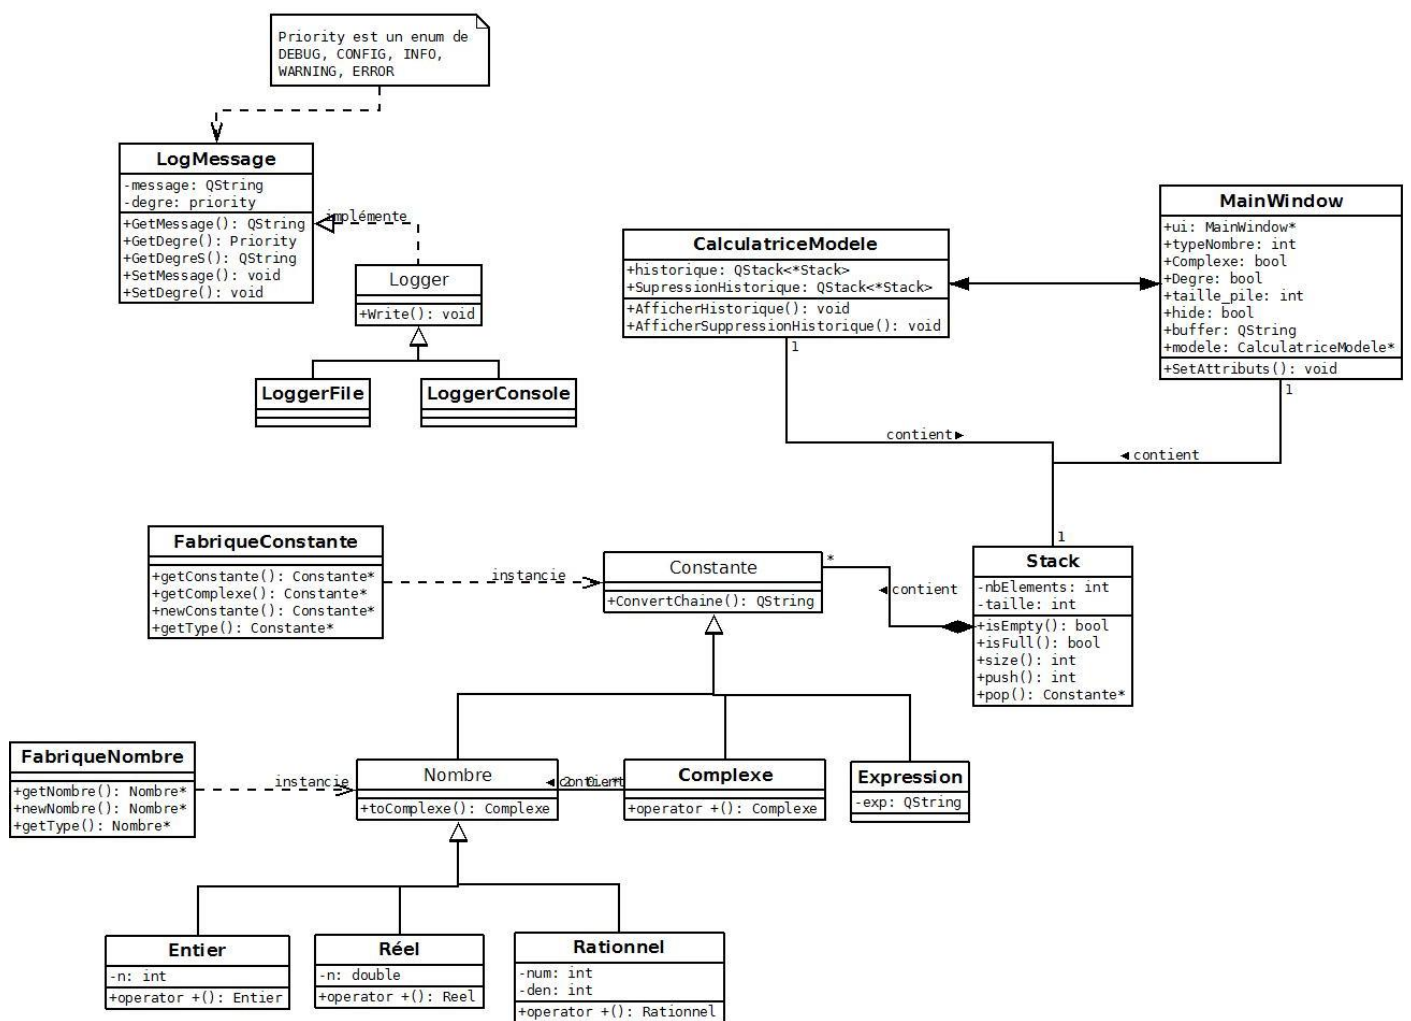 Priority est un enum de
DEBUG, CONFIG, INFO,
WARNING, ERROR
LogMessage
-message: QString
-degre: priority
+GetMessage(): QString
+GetDegre(): Priority
+GetDegreS(): QString
+SetMessage(): void
+SetDegre(): void
implémente
Logger
+Write(): void
LoggerFile
LoggerConsole
CalculatriceModele
+historique: QStack<*Stack>
+SupressionHistorique: QStack<*Stack>
+AfficherHistorique(): void
+AfficherSuppressionHistorique(): void
1
MainWindow
+ui: MainWindow*
+typeNombre: int
+Complexe: bool
+Degre: bool
+taille_pile: int
+hide: bool
+buffer: QString
+modele: CalculatriceModele*
+SetAttributs(): void
1
contient
contient
1
FabriqueConstante
+getConstante(): Constante*
+getComplexe(): Constante*
+newConstante(): Constante*
+getType(): Constante*
instancie
Constante
+ConvertChaine(): QString
*
contient
Stack
-nbElements: int
-taille: int
+isEmpty(): bool
+isFull(): bool
+size(): int
+push(): int
+pop(): Constante*
FabriqueNombre
+getNombre(): Nombre*
+newNombre(): Nombre*
+getType(): Nombre*
instancie
Nombre
+toComplexe(): Complexe
contient
Complexe
+operator +(): Complexe
Expression
-exp: QString
Entier
-n: int
+operator +(): Entier
Réel
-n: double
+operator +(): Reel
Rationnel
-num: int
-den: int
+operator +(): Rationnel